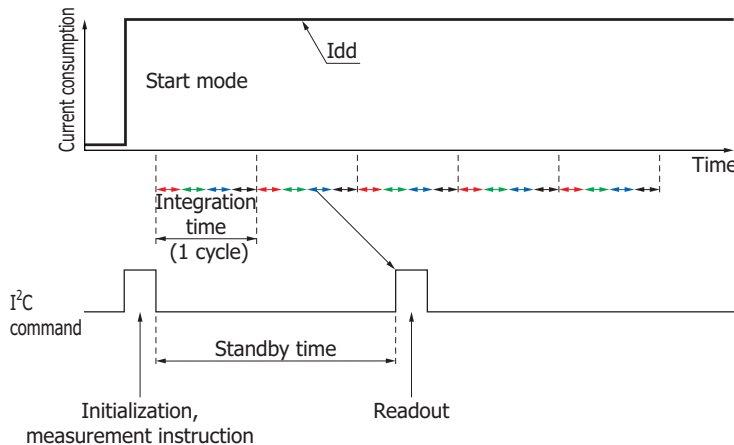 Current consumption
Idd
Start mode
Time
Integration
time
(1 cycle)
I²C
command
Standby time
Initialization,
measurement instruction
Readout